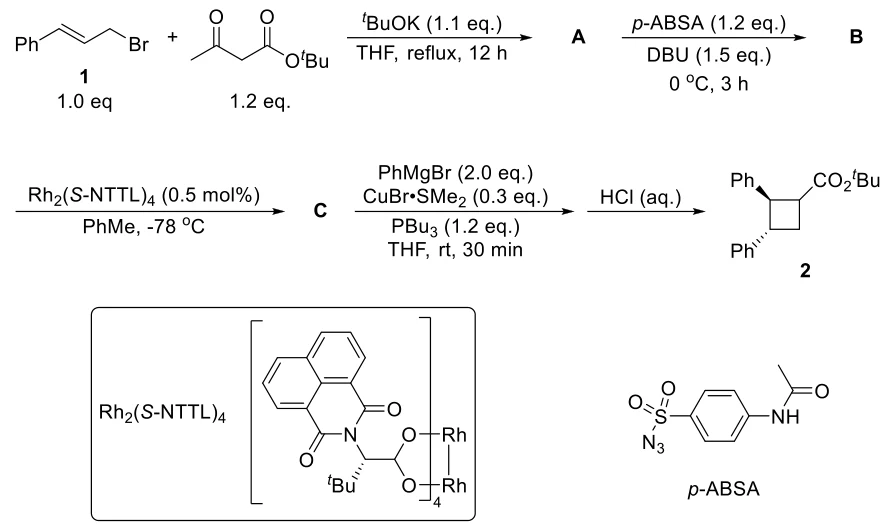 Ph Br + O O O^tBu ^tBuOK (1.1 eq.) A p-ABSA (1.2 eq.) B
1 THF, reflux, 12 h DBU (1.5 eq.)
1.0 eq 1.2 eq. 0 °C, 3 h
Rh₂(S-NTTL)₄ (0.5 mol%)
PhMe, -78 °C
C
PhMgBr (2.0 eq.)
CuBr•SMe₂ (0.3 eq.)
PBu₃ (1.2 eq.)
THF, rt, 30 min
HCl (aq.)
Ph CO₂^tBu
Ph
2
Rh₂(S-NTTL)₄
O O Rh
O N O Rh
^tBu 4
O O S N₃ NH O
p-ABSA